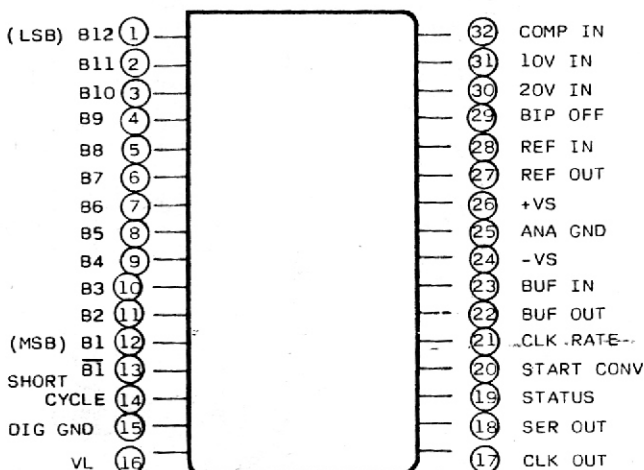 (LSB) B12 1
B11 2
B10 3
B9 4
B8 5
B7 6
B6 7
B5 8
B4 9
B3 10
B2 11
(MSB) B1 12
B̅1̅ 13
SHORT
CYCLE 14
DIG GND 15
VL 16
32 COMP IN
31 10V IN
30 20V IN
29 BIP OFF
28 REF IN
27 REF OUT
26 +VS
25 ANA GND
24 -VS
23 BUF IN
22 BUF OUT
21 CLK RATE
20 START CONV
19 STATUS
18 SER OUT
17 CLK OUT